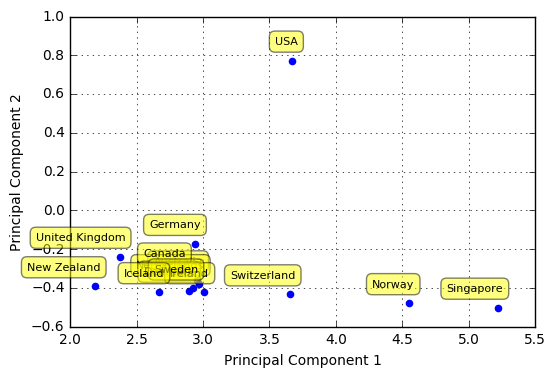 1.0
USA
0.8
0.6
0.4
0.2
Principal Component 2
0.0
Germany
United Kingdom
−0.2
Canada
New Zealand
Iceland
Sweden
Ireland
Switzerland
Norway
Singapore
−0.4
−0.6
2.0 2.5 3.0 3.5 4.0 4.5 5.0 5.5
Principal Component 1